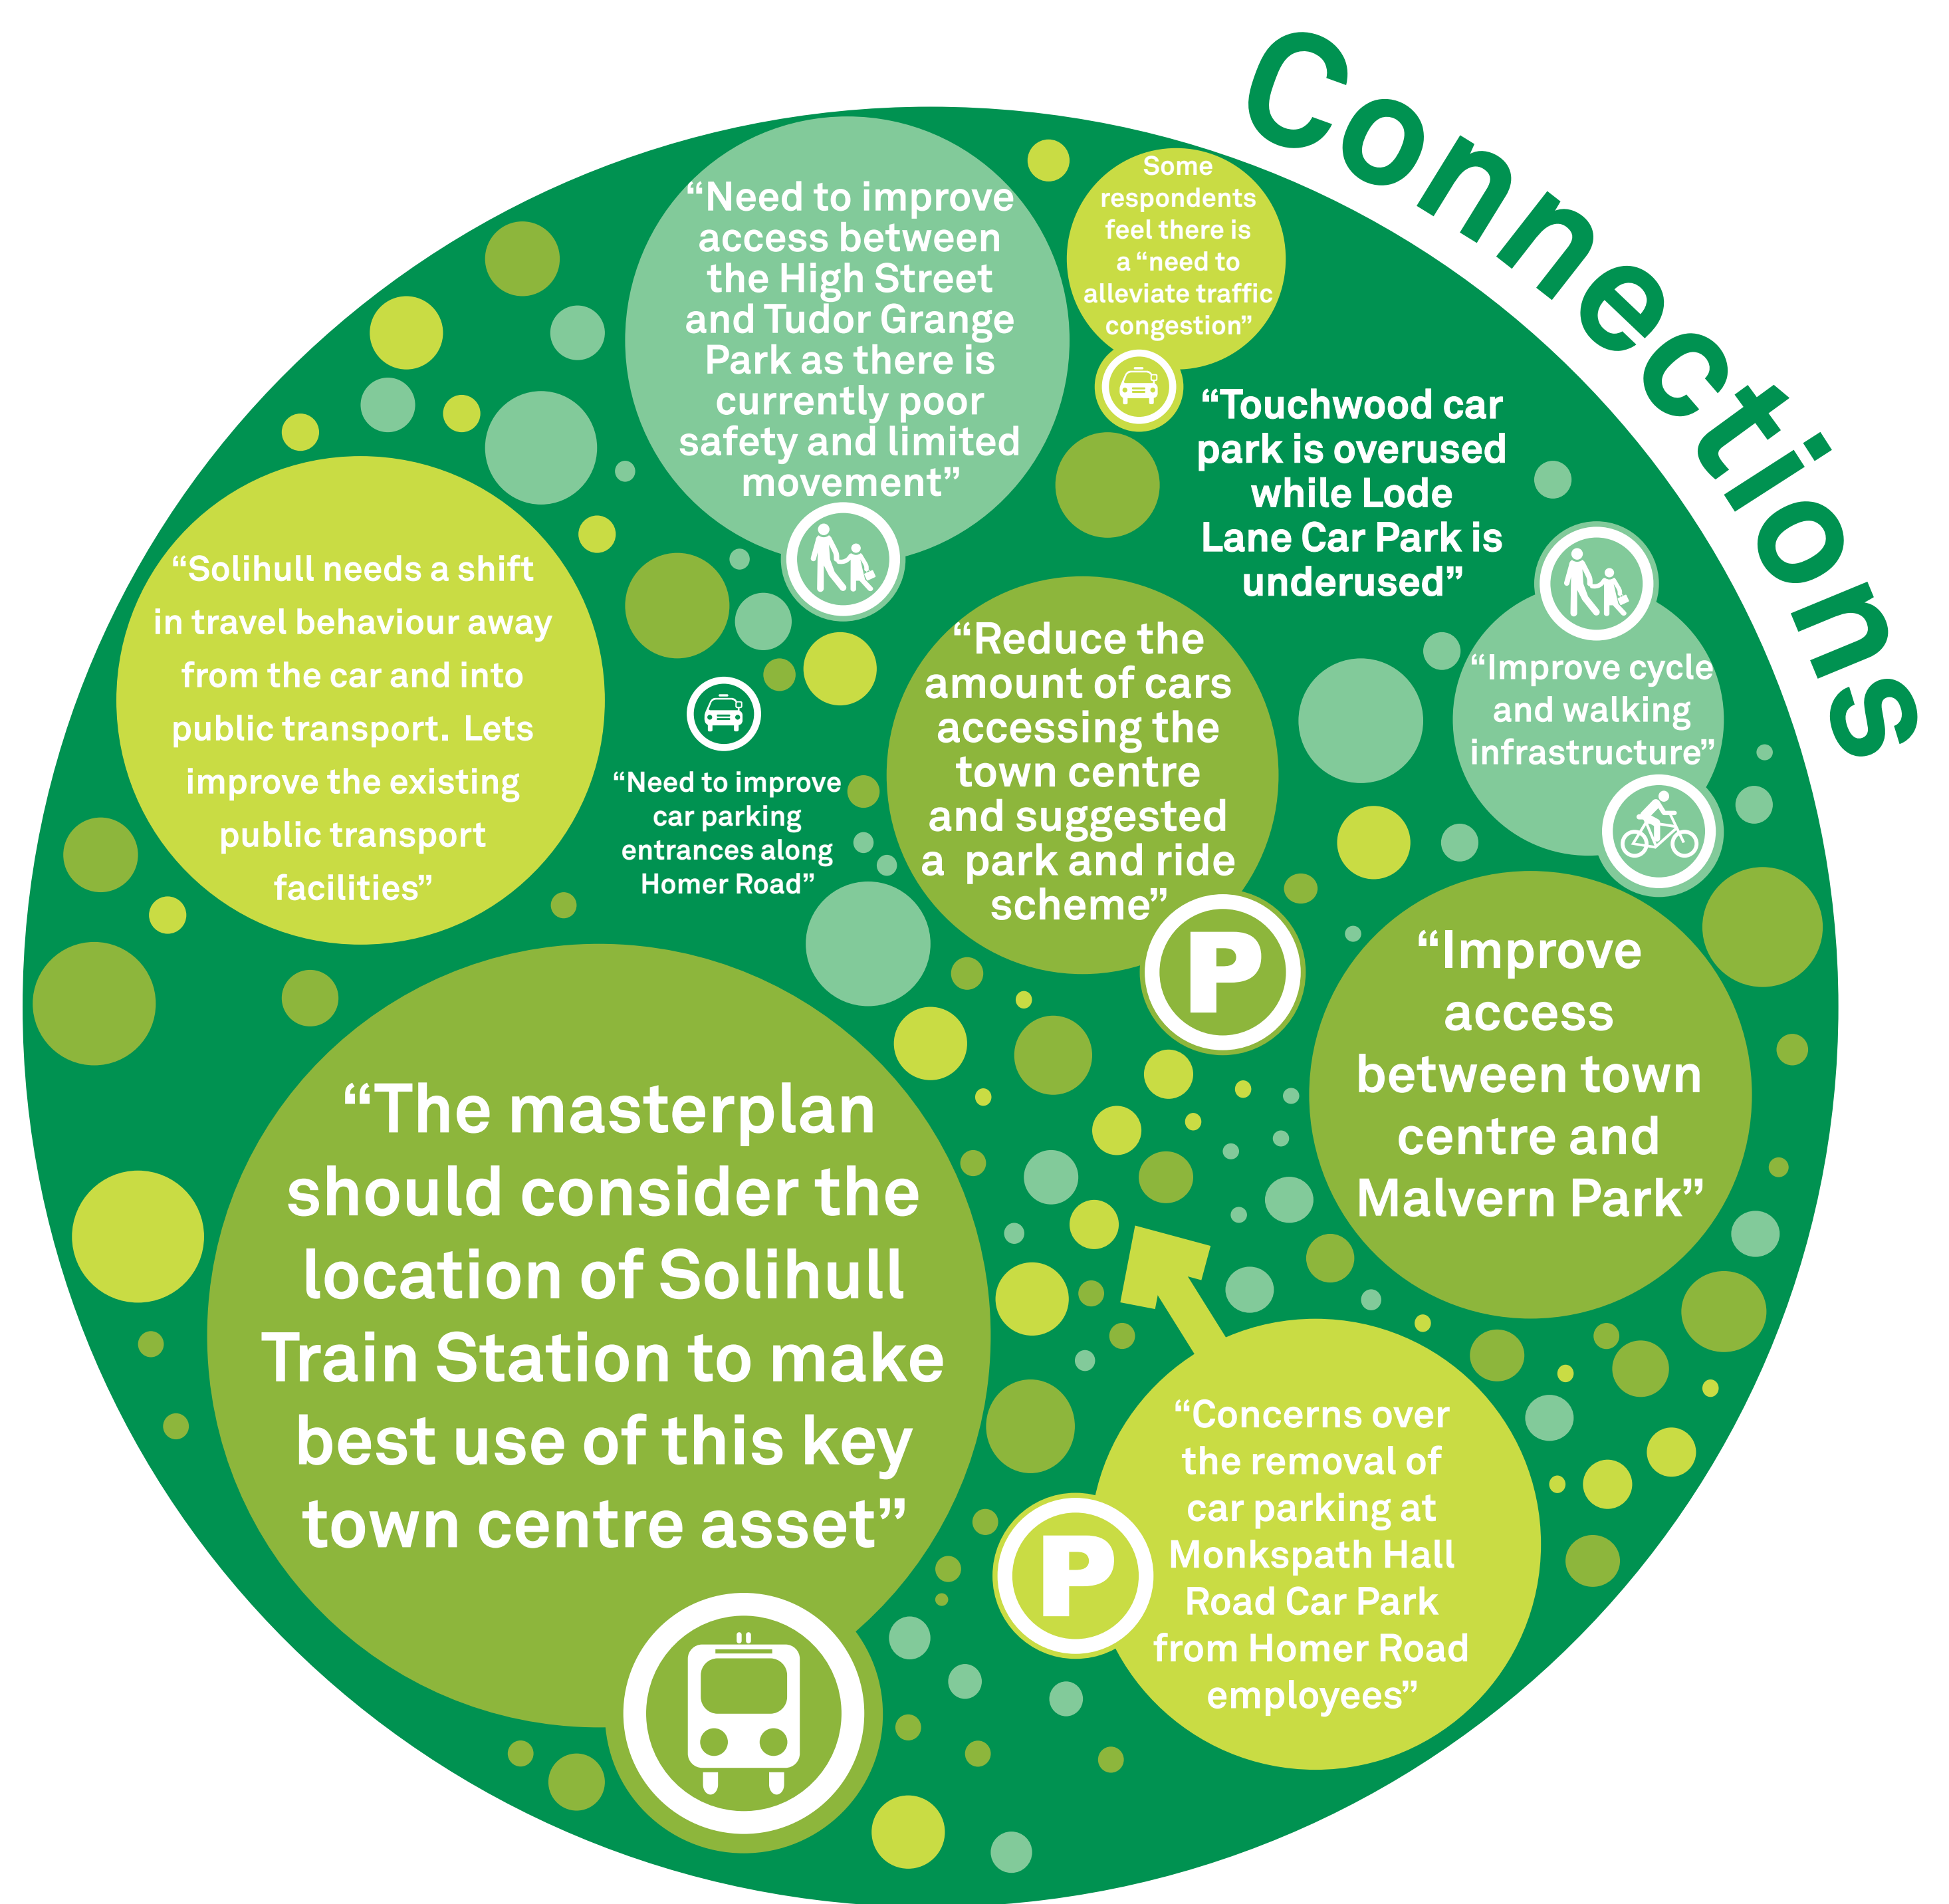 Connections
“Need to improve
access between
the High Street
and Tudor Grange
Park as there is
currently poor
safety and limited
movement”
Some
respondents
feel there is
a “need to
alleviate traffic
congestion”
“Touchwood car
park is overused
while Lode
Lane Car Park is
underused”
“Solihull needs a shift
in travel behaviour away
from the car and into
public transport.  Lets
improve the existing
public transport
facilities”
“Need to improve
car parking
entrances along
Homer Road”
“Reduce the
amount of cars
accessing the
town centre
and suggested
a  park and ride
scheme”
P
“Improve cycle
and walking
infrastructure”
“Improve
access
between town
centre and
Malvern Park”
“The masterplan
should consider the
location of Solihull
Train Station to make
best use of this key
town centre asset”
“Concerns over
the removal of
car parking at
Monkspath Hall
Road Car Park
from Homer Road
employees”
P